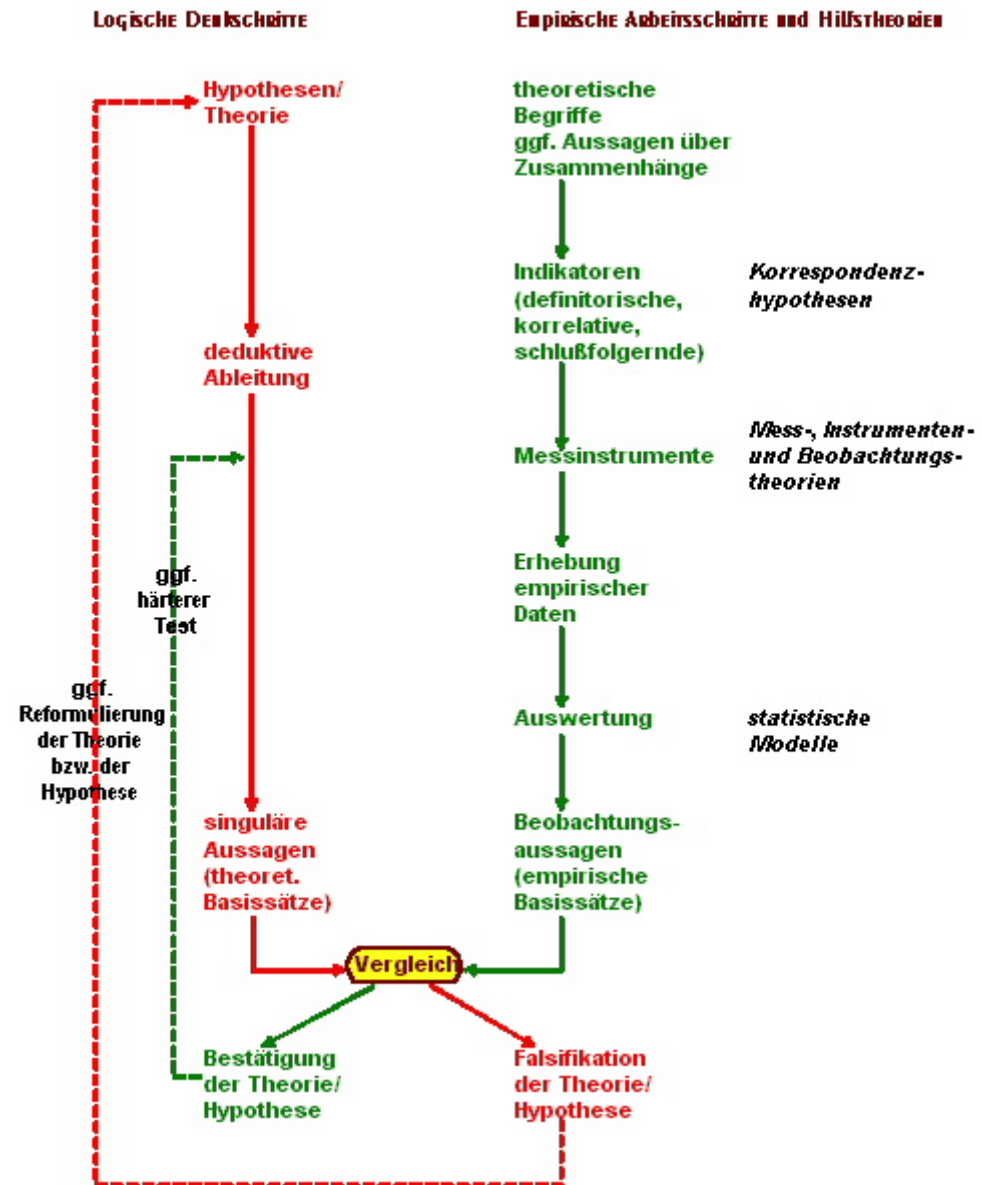 Logische Denkschritte
Empirische Arbeitsschritte und Hilfstheorien
Hypothesen/
Theorie
deduktive
Ableitung
singuläre
Aussagen
(theoret.
Basissätze)
theoretische
Begriffe
ggf. Aussagen über
Zusammenhänge
Indikatoren
(definitorische,
korrelative,
schlußfolgernde)
Korrespondenz-
hypothesen
Messinstrumente
Mess-, Instrumenten-
und Beobachtungs-
theorien
Erhebung
empirischer
Daten
Auswertung
statistische
Modelle
Beobachtungs-
aussagen
(empirische
Basissätze)
ggf.
härterer
Test
ggf.
Reformulierung
der Theorie
bzw. der
Hypothese
Vergleich
Bestätigung
der Theorie/
Hypothese
Falsifikation
der Theorie/
Hypothese